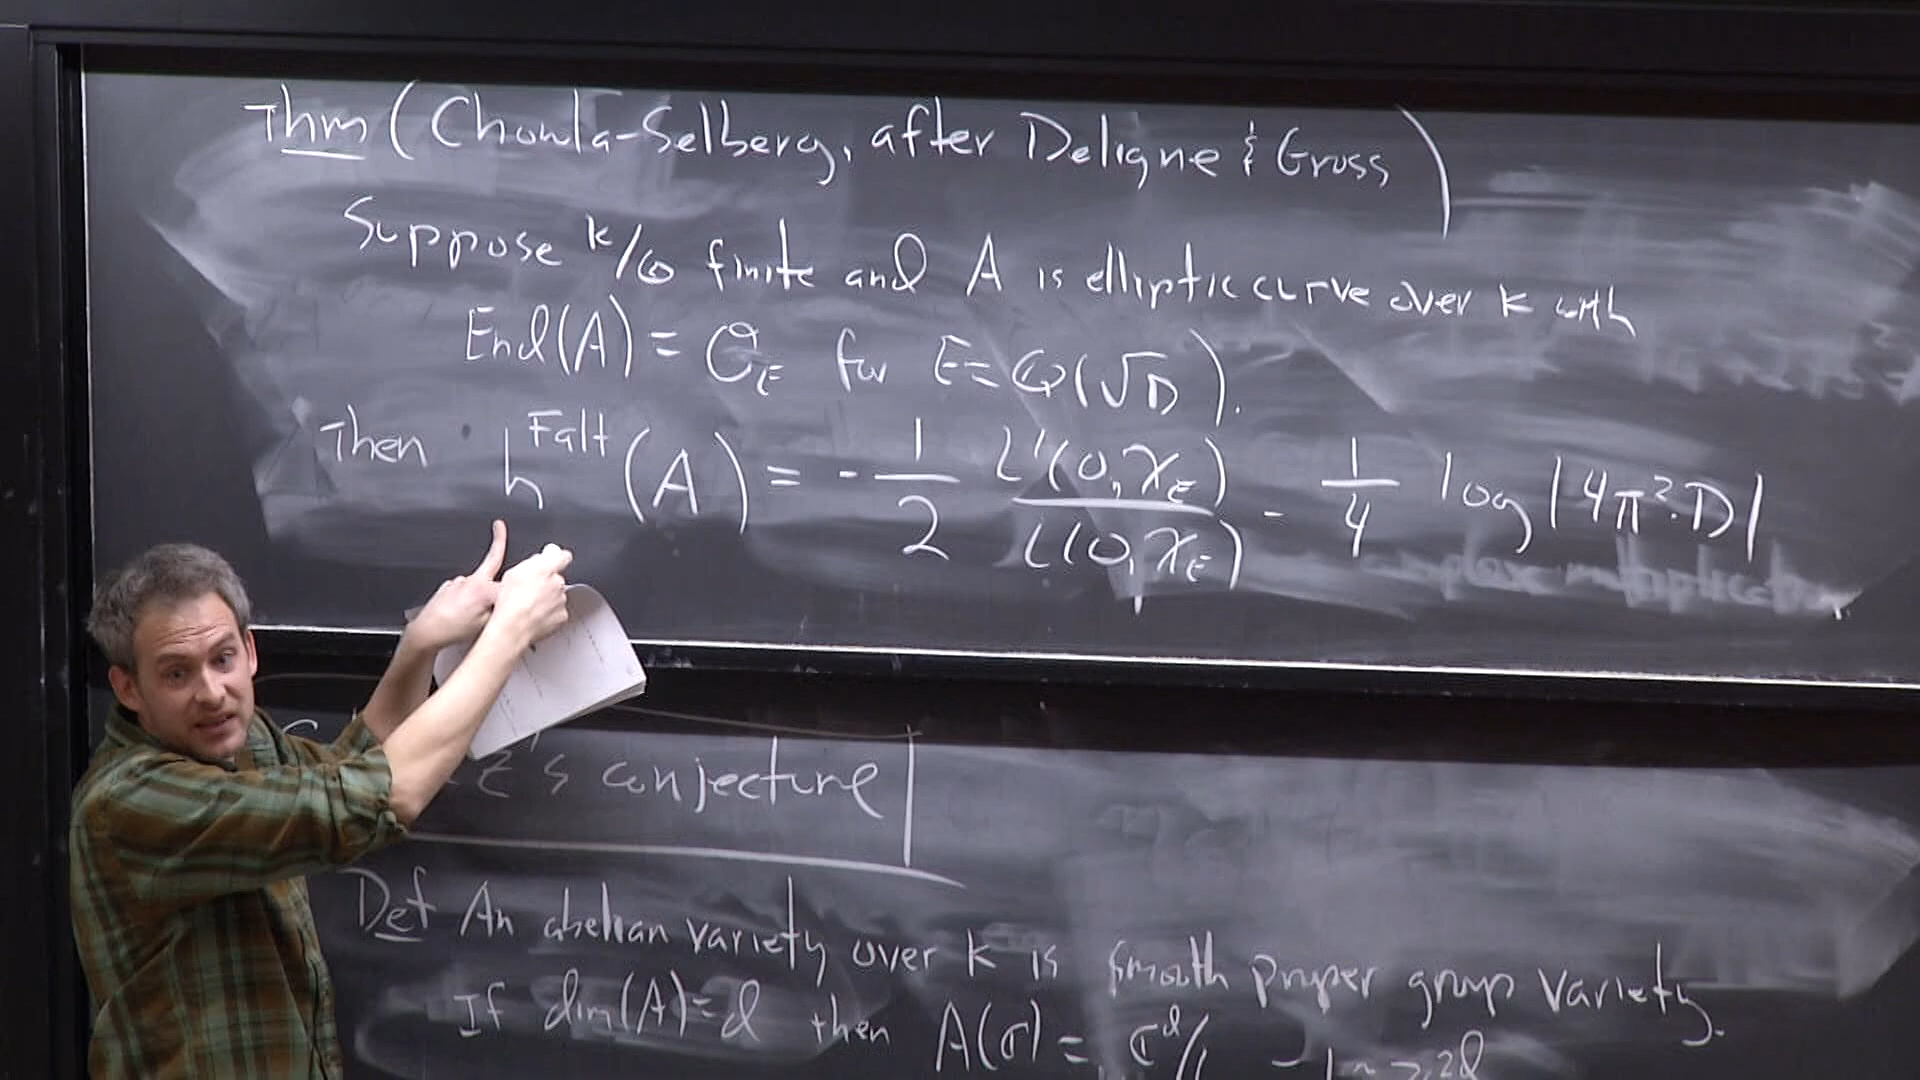 Thm (Chowla-Selberg, after Deligne & Gross)
Suppose k/Q finite and A is elliptic curve over k with
End(A) = O_E for E = Q(√D).
Then h^Falt (A) = - 1/2 L'(0,χ_E)/L(0,χ_E) - 1/4 log |4π²·D|
's conjecture
Def An abelian variety over k is smooth proper group variety.
If dim(A)=d then A(C) = C^d/